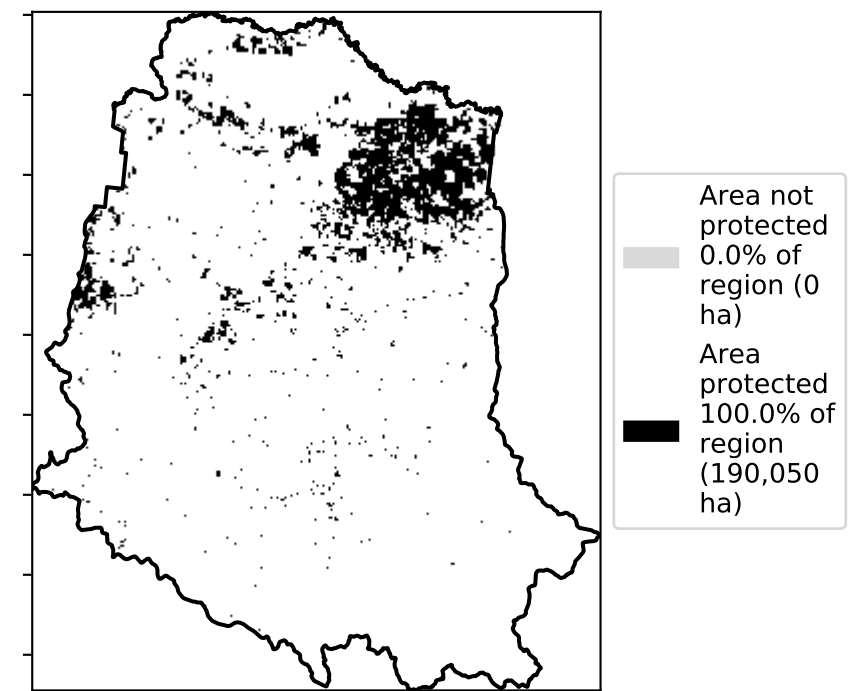 Area not
protected
0.0% of
region (0
ha)
Area
protected
100.0% of
region
(190,050
ha)